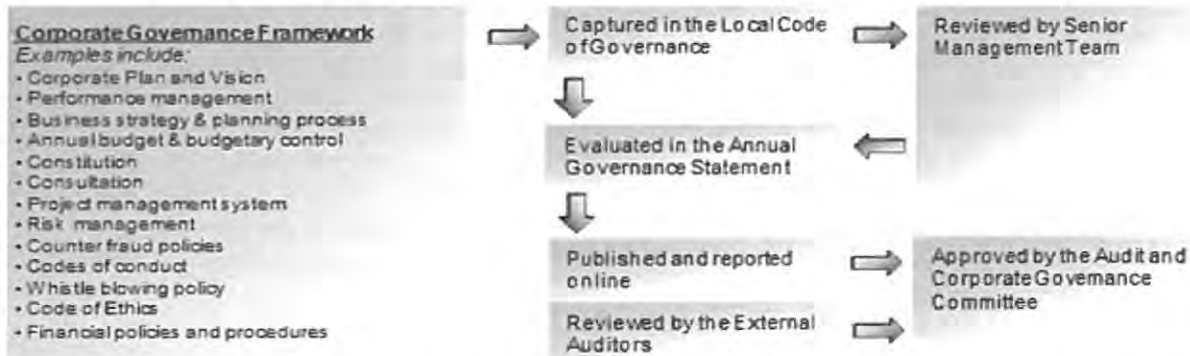 Corporate Governance Framework
Examples include:
• Corporate Plan and Vision
• Performance management
• Business strategy & planning process
• Annual budget & budgetary control
• Constitution
• Consultation
• Project management system
• Risk management
• Counter fraud policies
• Codes of conduct
• Whistle blowing policy
• Code of Ethics
• Financial policies and procedures
Captured in the Local Code
of Governance
Reviewed by Senior
Management Team
Evaluated in the Annual
Governance Statement
Published and reported
online
Approved by the Audit and
Corporate Governance
Committee
Reviewed by the External
Auditors